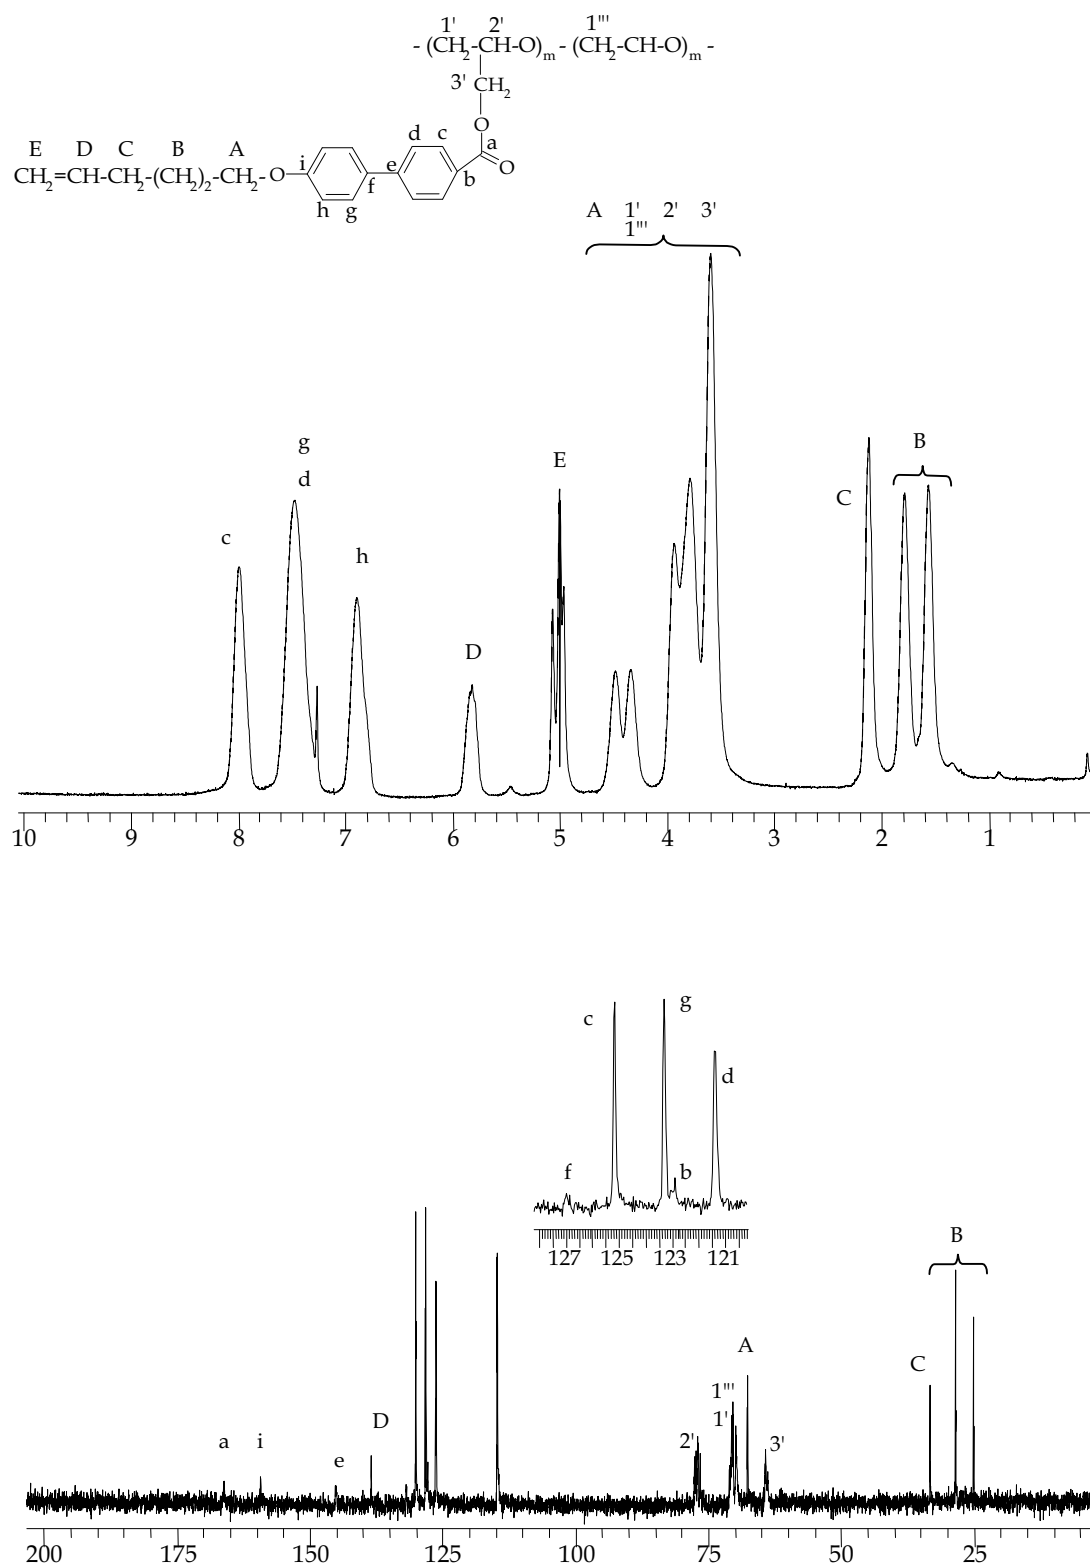 1' 2' 1'''
- (CH2-CH-O)m - (CH2-CH-O)m -
3' CH2
O
d c a
E D C B A i e O
CH2=CH-CH2-(CH2)2-CH2-O b
f
h g
A 1' 2' 3'
1'''
g
B
E
d
C
c
h
D
10 9 8 7 6 5 4 3 2 1
g
c
d
f b
127 125 123 121
B
A
C
1'''
D
1'
a i 2' 3'
e
200 175 150 125 100 75 50 25